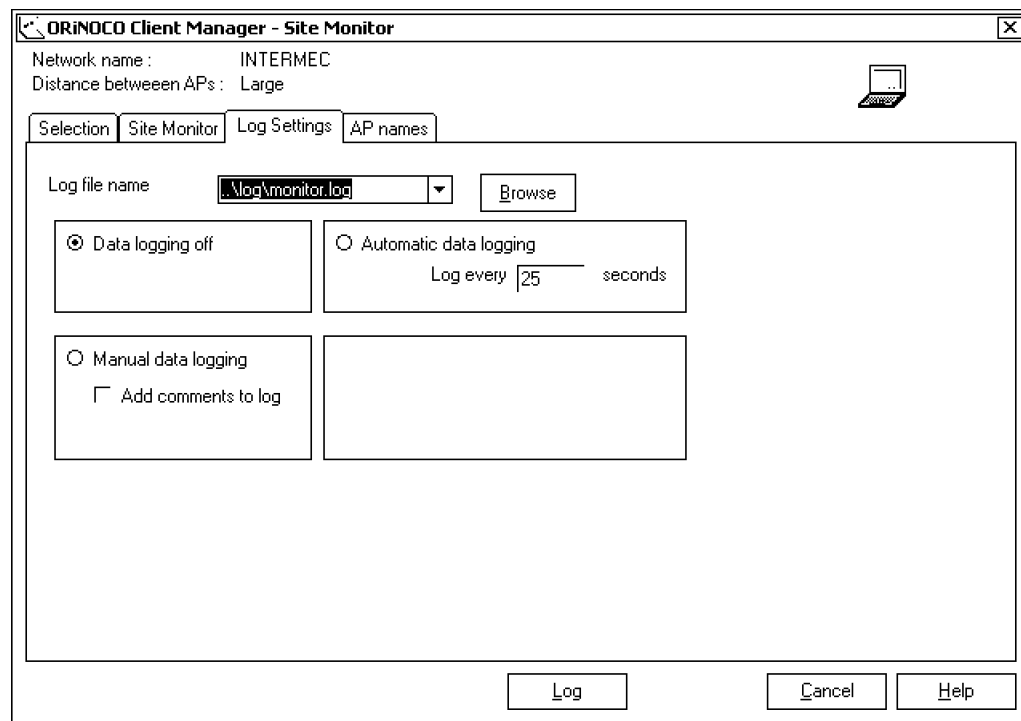 ORiNOCO Client Manager - Site Monitor
Network name : INTERMEC
Distance betweeen APs : Large
Selection Site Monitor Log Settings AP names
Log file name ..\log\monitor.log Browse
Data logging off
Automatic data logging
Log every 25 seconds
Manual data logging
Add comments to log
Log Cancel Help